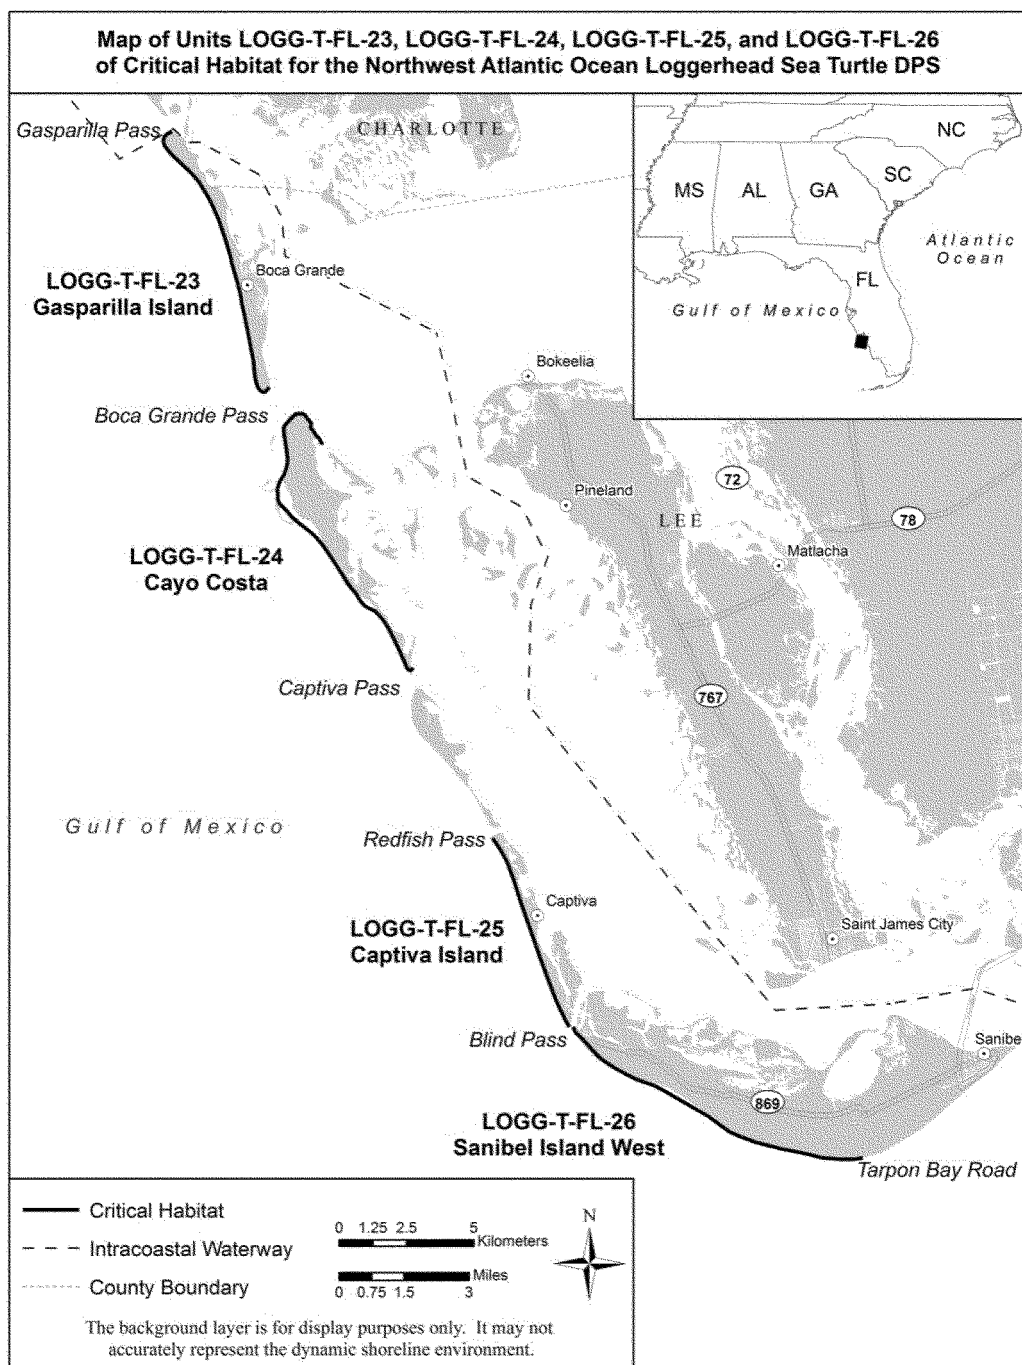 Map of Units LOGG-T-FL-23, LOGG-T-FL-24, LOGG-T-FL-25, and LOGG-T-FL-26
of Critical Habitat for the Northwest Atlantic Ocean Loggerhead Sea Turtle DPS
Gasparilla Pass
CHARLOTTE
NC
SC
MS
AL
GA
Atlantic
Ocean
FL
Gulf of Mexico
Boca Grande
LOGG-T-FL-23
Gasparilla Island
Bokeelia
Boca Grande Pass
72
Pineland
LEE
78
Matlacha
LOGG-T-FL-24
Cayo Costa
Captiva Pass
767
Gulf of Mexico
Redfish Pass
Captiva
LOGG-T-FL-25
Captiva Island
Saint James City
Blind Pass
Sanibe
869
LOGG-T-FL-26
Sanibel Island West
Tarpon Bay Road
Critical Habitat
Intracoastal Waterway
County Boundary
0 1.25 2.5 5
Kilometers
Miles
0 0.75 1.5 3
N
The background layer is for display purposes only. It may not
accurately represent the dynamic shoreline environment.